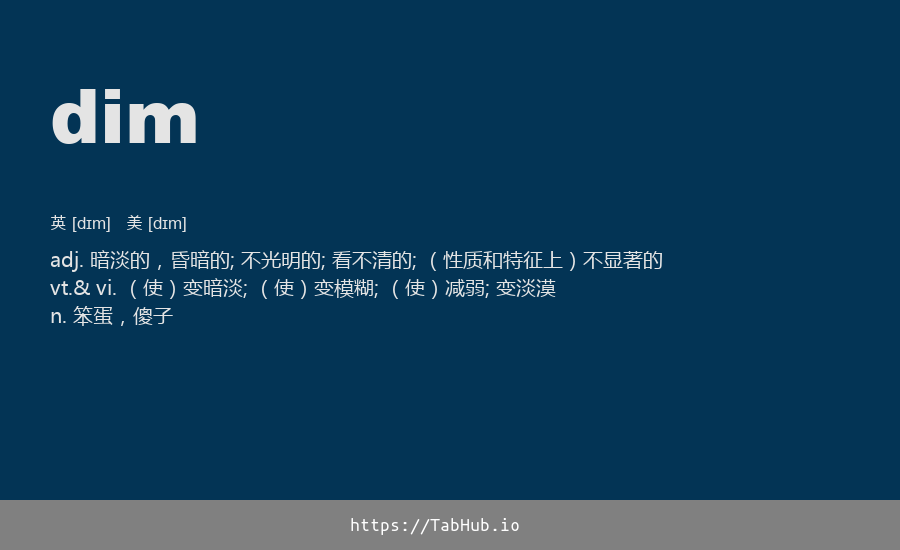 dim
英 [dɪm] 美 [dɪm]
adj. 暗淡的，昏暗的; 不光明的; 看不清的; （性质和特征上）不显著的
vt.& vi. （使）变暗淡; （使）变模糊; （使）减弱; 变淡漠
n. 笨蛋，傻子
https://TabHub.io